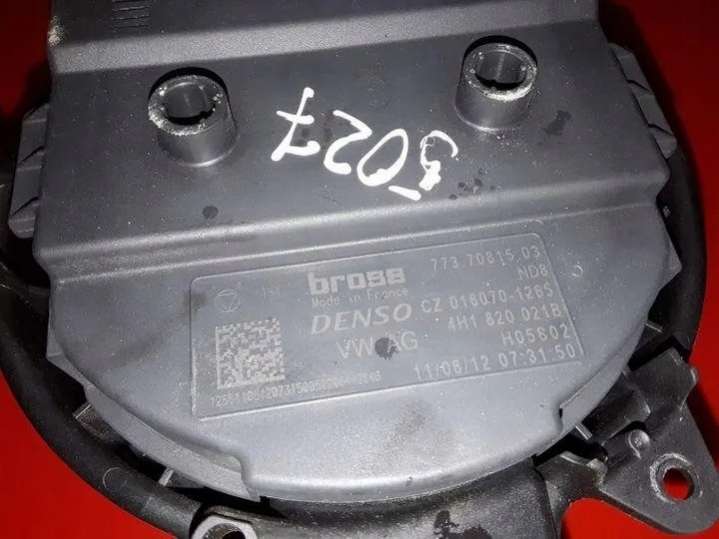 5027
brose 773.70815.03
Made in France ND8
DENSO CZ 016070-1265
VW AG 4H1 820 021B
H05602
11/06/12 07:31:50